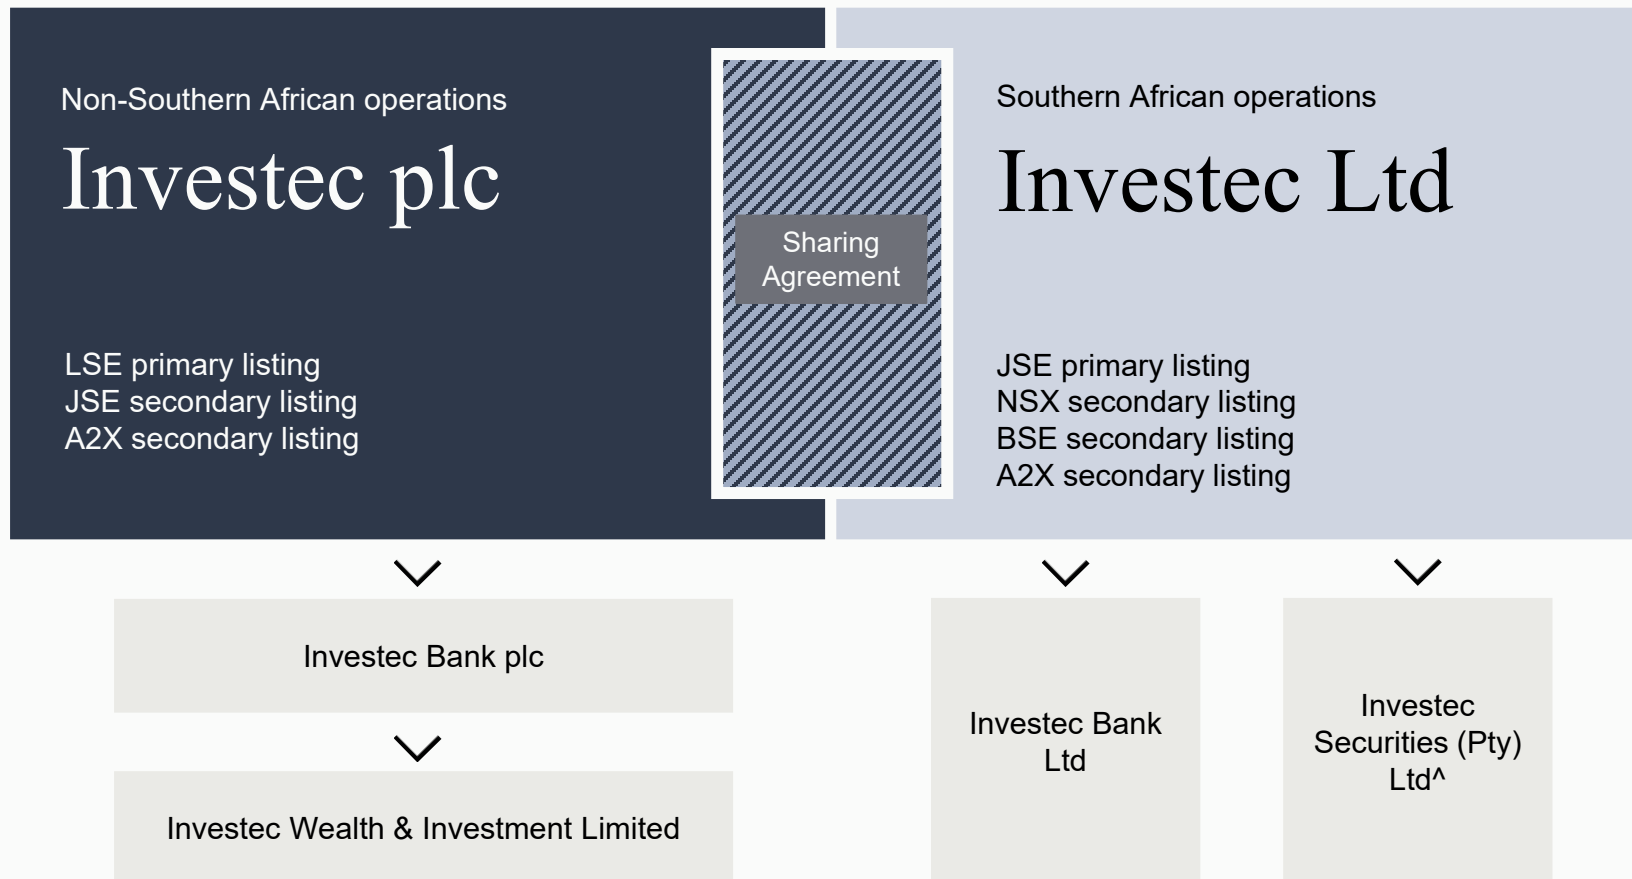 Non-Southern African operations
Investec plc
LSE primary listing
JSE secondary listing
A2X secondary listing
Sharing
Agreement
Southern African operations
Investec Ltd
JSE primary listing
NSX secondary listing
BSE secondary listing
A2X secondary listing
Investec Bank plc
Investec Wealth & Investment Limited
Investec Bank
Ltd
Investec
Securities (Pty)
Ltd^